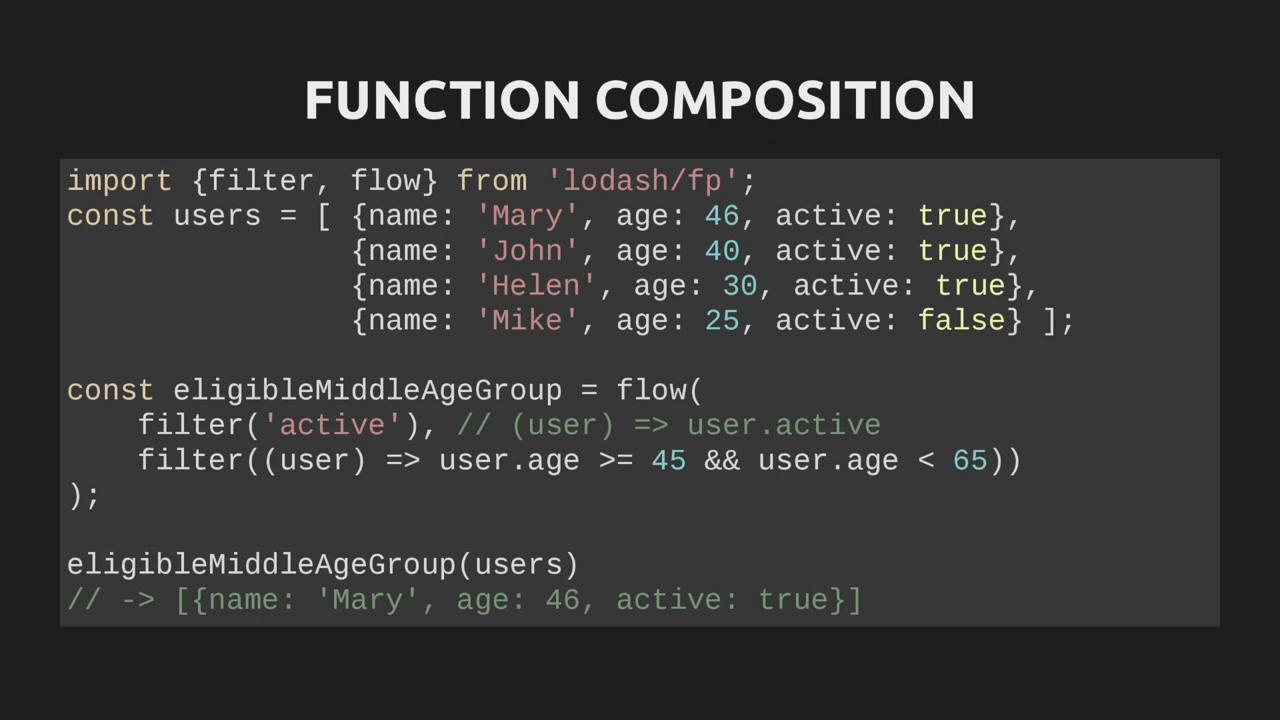 FUNCTION COMPOSITION
import {filter, flow} from 'lodash/fp';
const users = [ {name: 'Mary', age: 46, active: true},
                {name: 'John', age: 40, active: true},
                {name: 'Helen', age: 30, active: true},
                {name: 'Mike', age: 25, active: false} ];
const eligibleMiddleAgeGroup = flow(
    filter('active'), // (user) => user.active
    filter((user) => user.age >= 45 && user.age < 65))
);
eligibleMiddleAgeGroup(users)
// -> [{name: 'Mary', age: 46, active: true}]